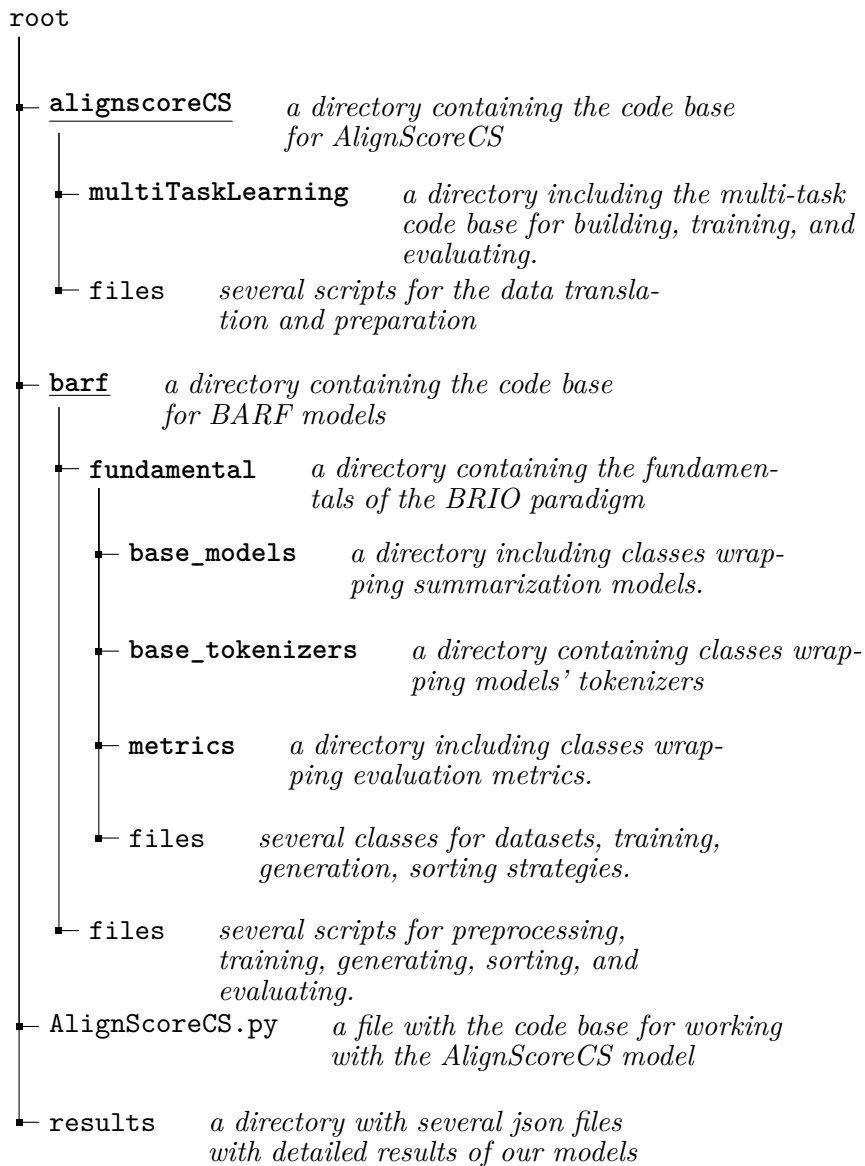 root
alignscoreCS a directory containing the code base
for AlignScoreCS
multiTaskLearning a directory including the multi-task
code base for building, training, and
evaluating.
files several scripts for the data transla-
tion and preparation
barf a directory containing the code base
for BARF models
fundamental a directory containing the fundamen-
tals of the BRIO paradigm
base_models a directory including classes wrap-
ping summarization models.
base_tokenizers a directory containing classes wrap-
ping models' tokenizers
metrics a directory including classes wrap-
ping evaluation metrics.
files several classes for datasets, training,
generation, sorting strategies.
files several scripts for preprocessing,
training, generating, sorting, and
evaluating.
AlignScoreCS.py a file with the code base for working
with the AlignScoreCS model
results a directory with several json files
with detailed results of our models